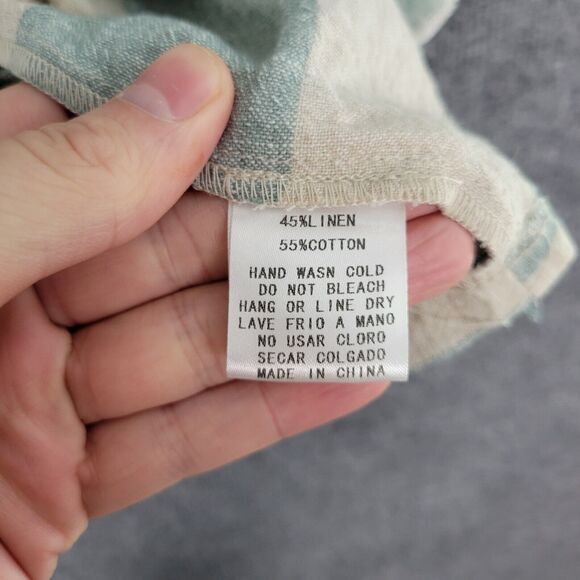 45%LINEN
55%COTTON
HAND WASN COLD
DO NOT BLEACH
HANG OR LINE DRY
LAVE FRIO A MANO
NO USAR CLORO
SECAR COLGADO
MADE IN CHINA